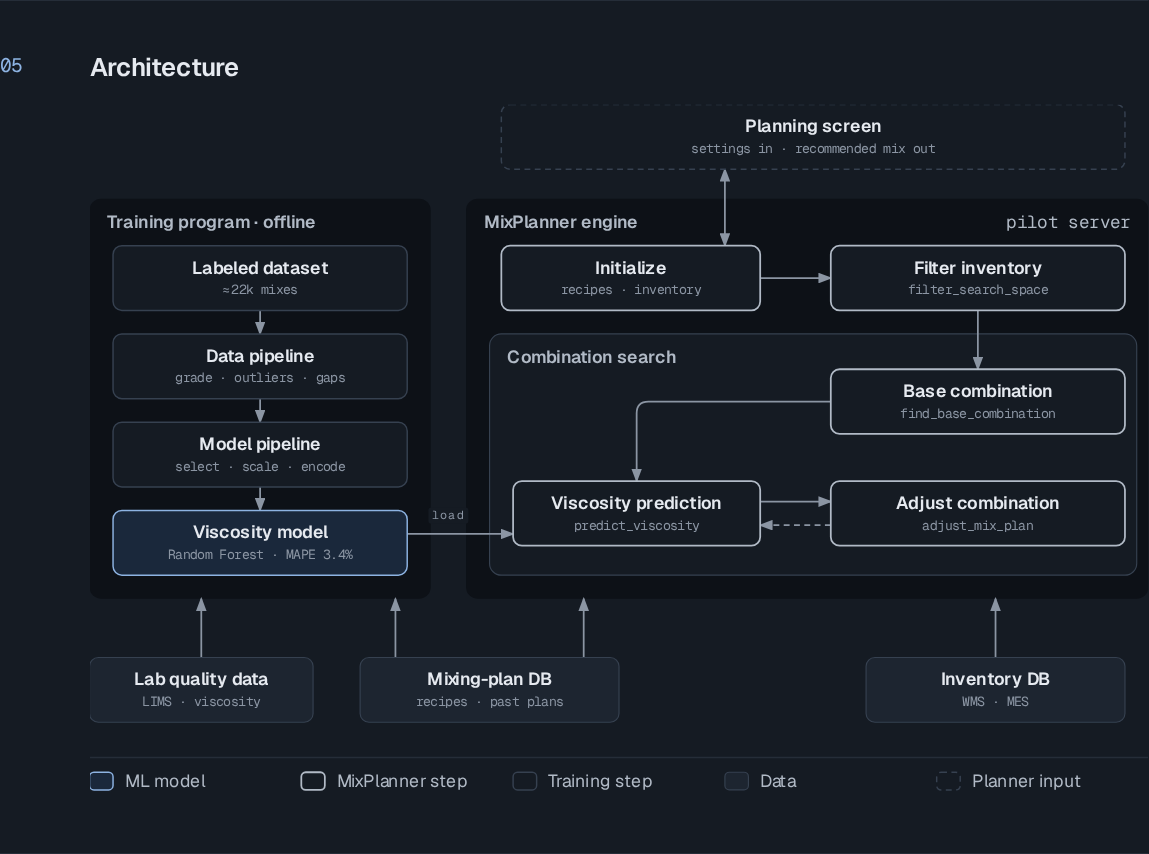 05
Architecture
Planning screen
settings in · recommended mix out
Training program · offline
Labeled dataset
≈22k mixes
Data pipeline
grade · outliers · gaps
Model pipeline
select · scale · encode
Viscosity model
Random Forest · MAPE 3.4%
load
MixPlanner engine
pilot server
Initialize
recipes · inventory
Filter inventory
filter_search_space
Combination search
Base combination
find_base_combination
Viscosity prediction
predict_viscosity
Adjust combination
adjust_mix_plan
Lab quality data
LIMS · viscosity
Mixing-plan DB
recipes · past plans
Inventory DB
WMS · MES
ML model
MixPlanner step
Training step
Data
Planner input